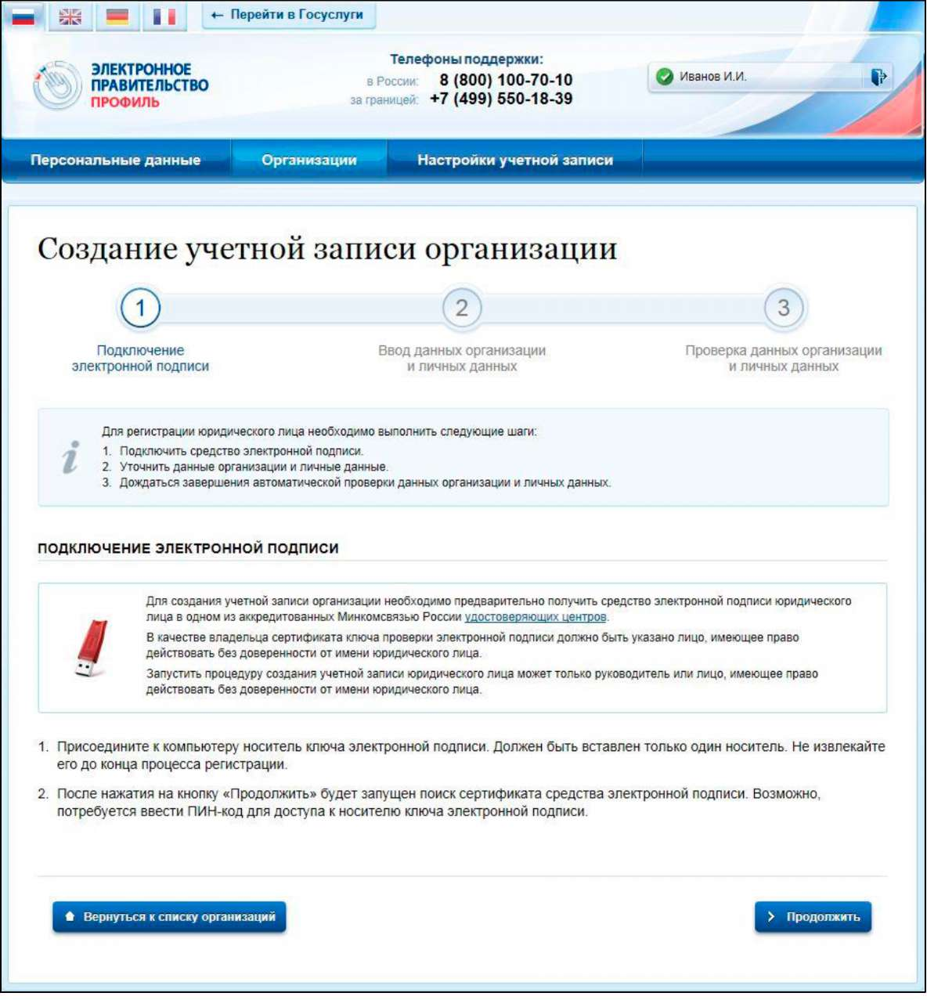 ← Перейти в Госуслуги
ЭЛЕКТРОННОЕ
ПРАВИТЕЛЬСТВО
ПРОФИЛЬ
Телефоны поддержки:
в России: 8 (800) 100-70-10
за границей: +7 (499) 550-18-39
Иванов И.И.
Персональные данные Организации Настройки учетной записи
Создание учетной записи организации
1 2 3
Подключение
электронной подписи
Ввод данных организации
и личных данных
Проверка данных организации
и личных данных
i
Для регистрации юридического лица необходимо выполнить следующие шаги:
1. Подключить средство электронной подписи.
2. Уточнить данные организации и личные данные.
3. Дождаться завершения автоматической проверки данных организации и личных данных.
ПОДКЛЮЧЕНИЕ ЭЛЕКТРОННОЙ ПОДПИСИ
Для создания учетной записи организации необходимо предварительно получить средство электронной подписи юридического
лица в одном из аккредитованных Минкомсвязью России удостоверяющих центров.
В качестве владельца сертификата ключа проверки электронной подписи должно быть указано лицо, имеющее право
действовать без доверенности от имени юридического лица.
Запустить процедуру создания учетной записи юридического лица может только руководитель или лицо, имеющее право
действовать без доверенности от имени юридического лица.
1. Присоедините к компьютеру носитель ключа электронной подписи. Должен быть вставлен только один носитель. Не извлекайте
его до конца процесса регистрации.
2. После нажатия на кнопку «Продолжить» будет запущен поиск сертификата средства электронной подписи. Возможно,
потребуется ввести ПИН-код для доступа к носителю ключа электронной подписи.
Вернуться к списку организаций
Продолжить